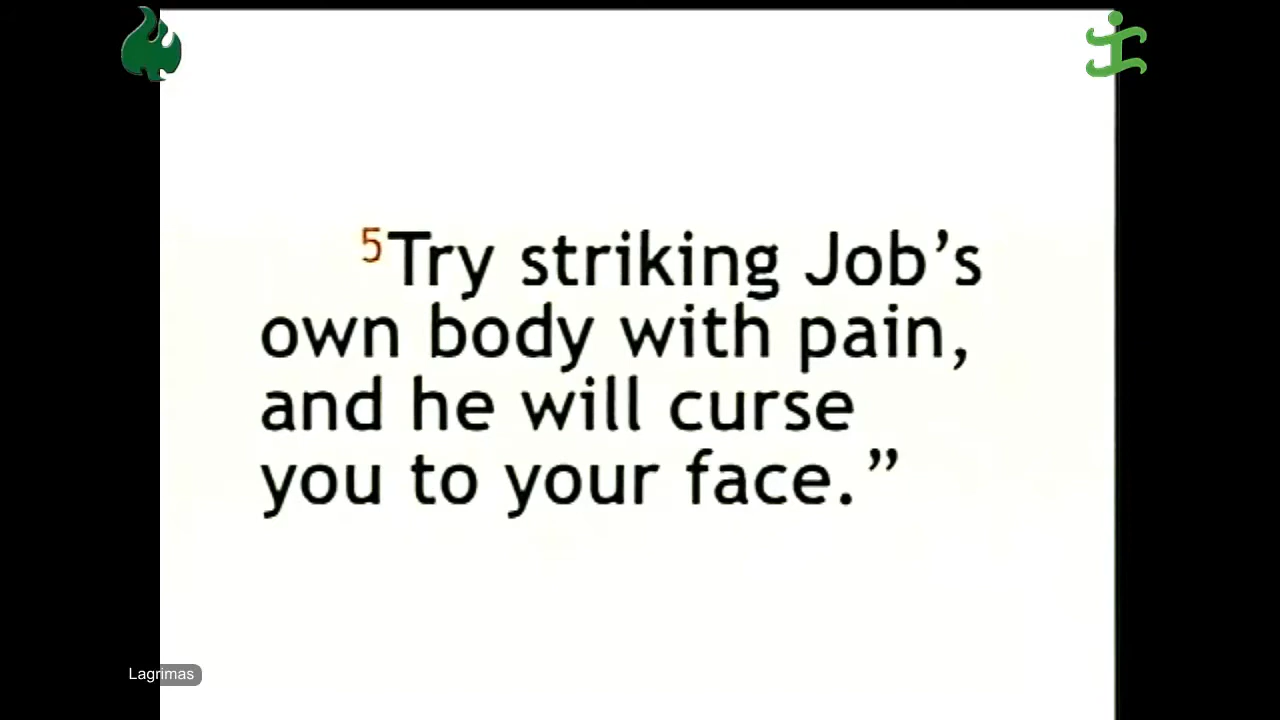 5Try striking Job’s
own body with pain,
and he will curse
you to your face.”
Lagrimas